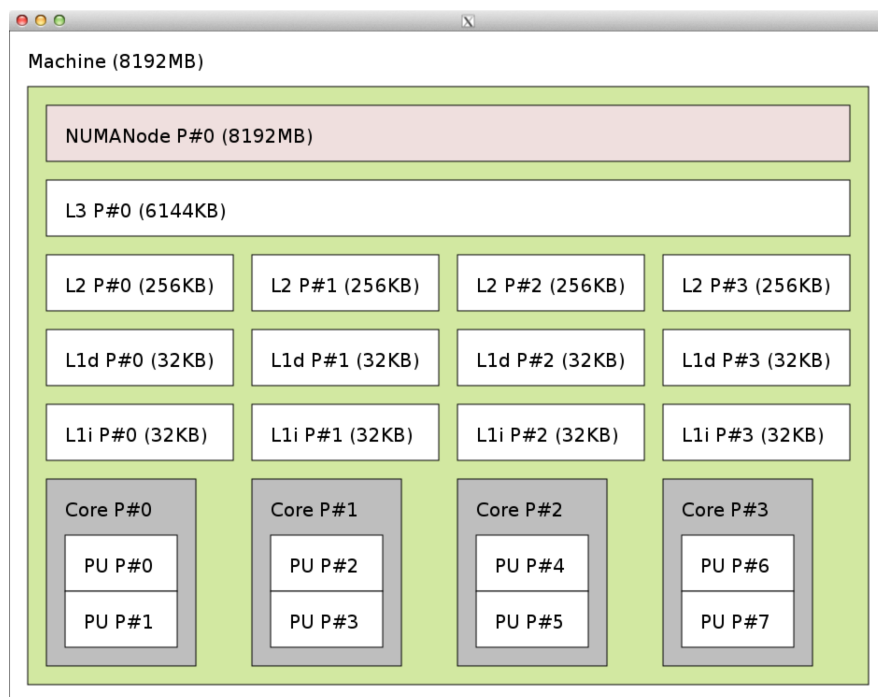 Machine (8192MB)
NUMANode P#0 (8192MB)
L3 P#0 (6144KB)
L2 P#0 (256KB) L2 P#1 (256KB) L2 P#2 (256KB) L2 P#3 (256KB)
L1d P#0 (32KB) L1d P#1 (32KB) L1d P#2 (32KB) L1d P#3 (32KB)
L1i P#0 (32KB) L1i P#1 (32KB) L1i P#2 (32KB) L1i P#3 (32KB)
Core P#0 Core P#1 Core P#2 Core P#3
PU P#0 PU P#2 PU P#4 PU P#6
PU P#1 PU P#3 PU P#5 PU P#7